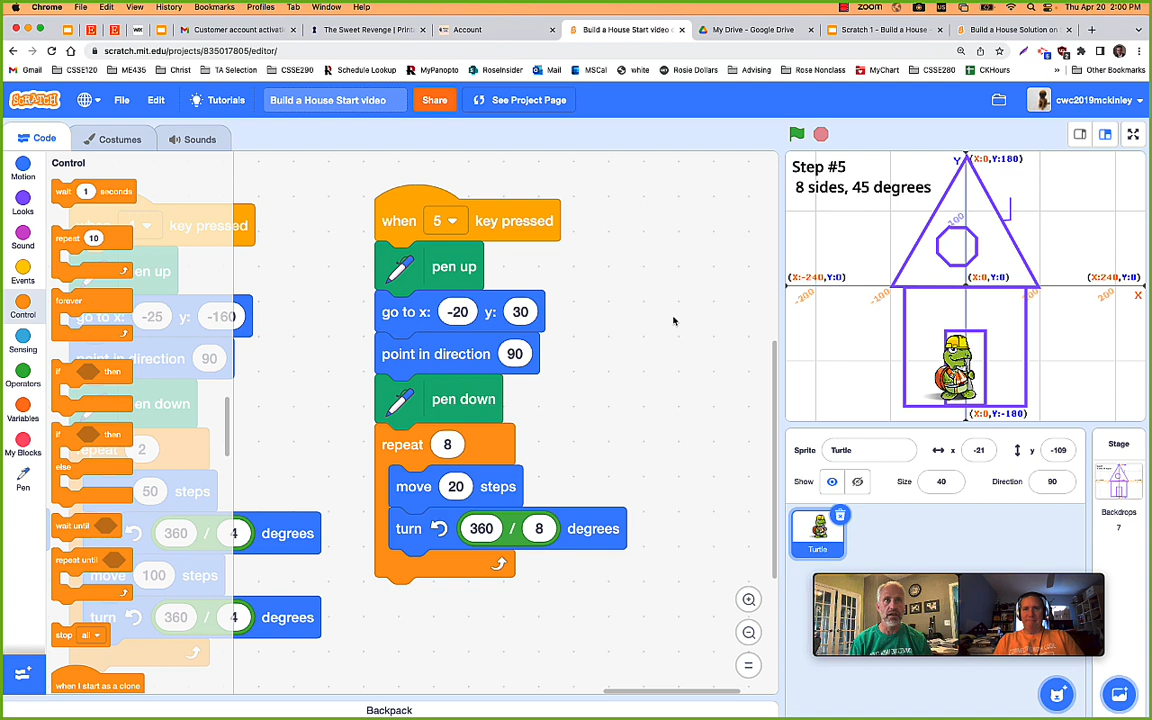 Chrome File Edit View History Bookmarks Profiles Tab Window Help zoom US Thu Apr 20 2:00 PM
Customer account activati The Sweet Revenge | Printa Account Build a House Start video My Drive – Google Drive Scratch 1 - Build a House - Build a House Solution on
scratch.mit.edu/projects/835017805/editor/
Gmail CSSE120 ME435 Christ TA Selection CSSE290 Schedule Lookup MyPanopto RoseInsider Mail MSCal white Rosie Dollars Advising Rose Nonclass MyChart CSSE280 CKHours » Other Bookmarks
SCRATCH File Edit Tutorials Build a House Start video Share See Project Page cwc2019mckinley
Code Costumes Sounds
Motion
Looks
Sound
Events
Control
Sensing
Operators
Variables
My Blocks
Pen
Control
wait 1 seconds
repeat 10
forever
if then
if then
else
wait until
repeat until
stop all
when I start as a clone
key pressed
pen up
go to x: -25 y: -160
point in direction 90
pen down
repeat 2
50 steps
360 / 4 degrees
move 100 steps
turn 360 / 4 degrees
when 5 key pressed
pen up
go to x: -20 y: 30
point in direction 90
pen down
repeat 8
move 20 steps
turn 360 / 8 degrees
Backpack
Step #5
8 sides, 45 degrees
Y (X:0,Y:180)
100
(X:-240,Y:0) (X:0,Y:0) (X:240,Y:0)
-200 -100 200 X
(X:0,Y:-180)
Sprite Turtle x -21 y -109
Show Size 40 Direction 90
Turtle
Stage
Backdrops
7